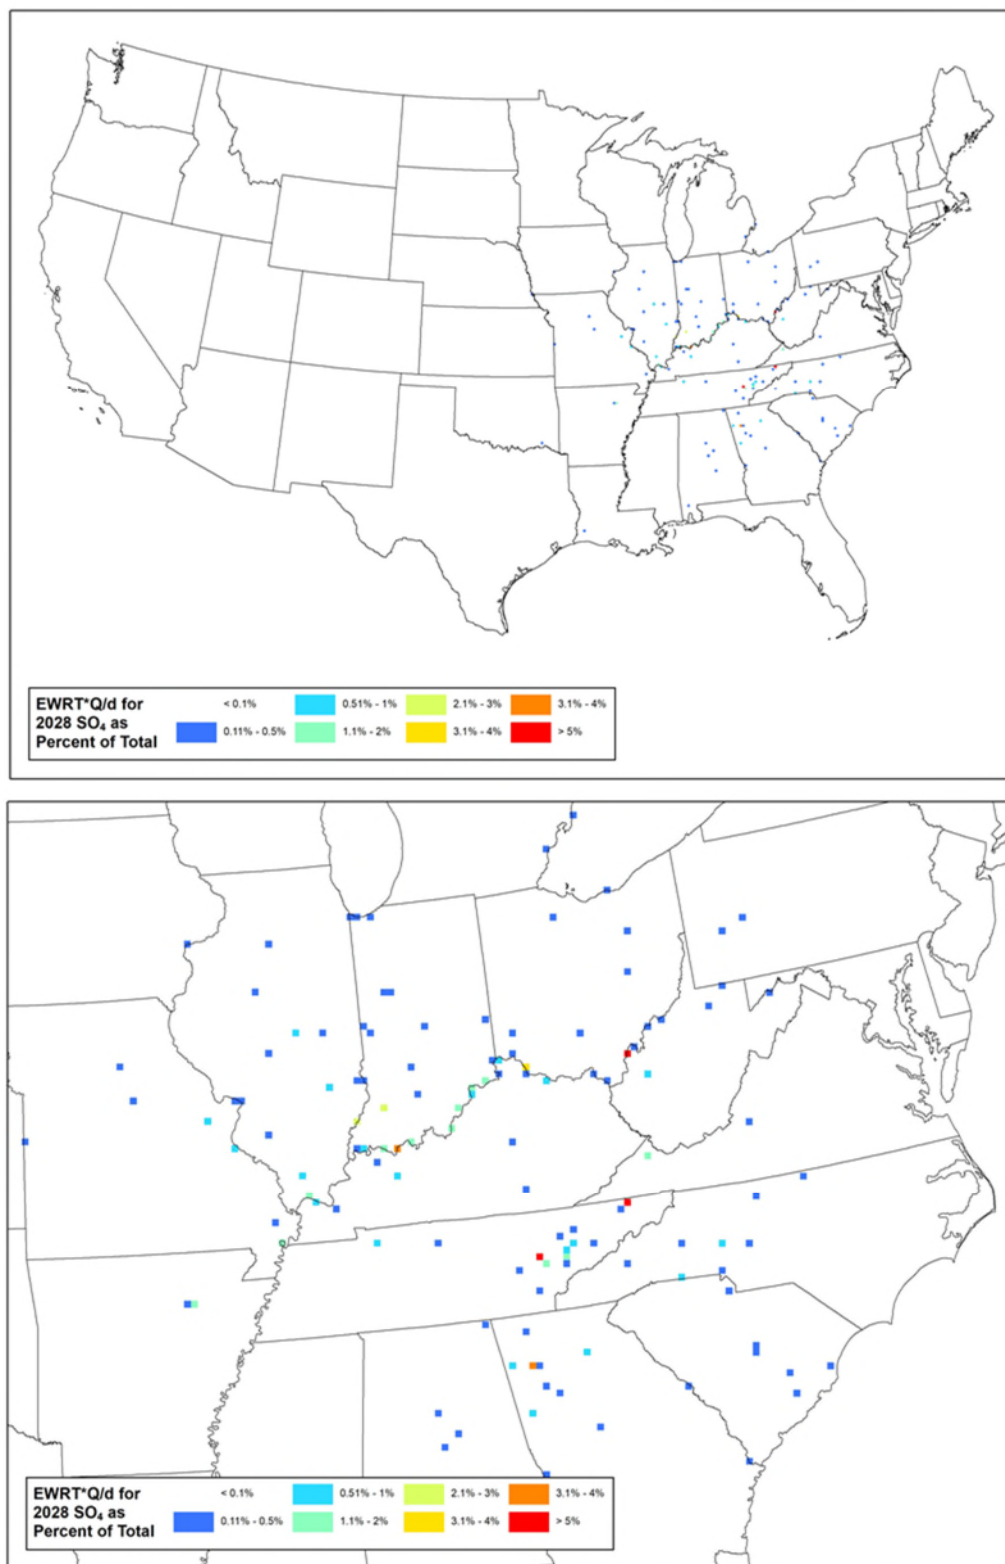 EWRT*Q/d for
2028 SO₄ as
Percent of Total
< 0.1%
0.51% - 1%
2.1% - 3%
3.1% - 4%
0.11% - 0.5%
1.1% - 2%
3.1% - 4%
> 5%
EWRT*Q/d for
2028 SO₄ as
Percent of Total
< 0.1%
0.51% - 1%
2.1% - 3%
3.1% - 4%
0.11% - 0.5%
1.1% - 2%
3.1% - 4%
> 5%